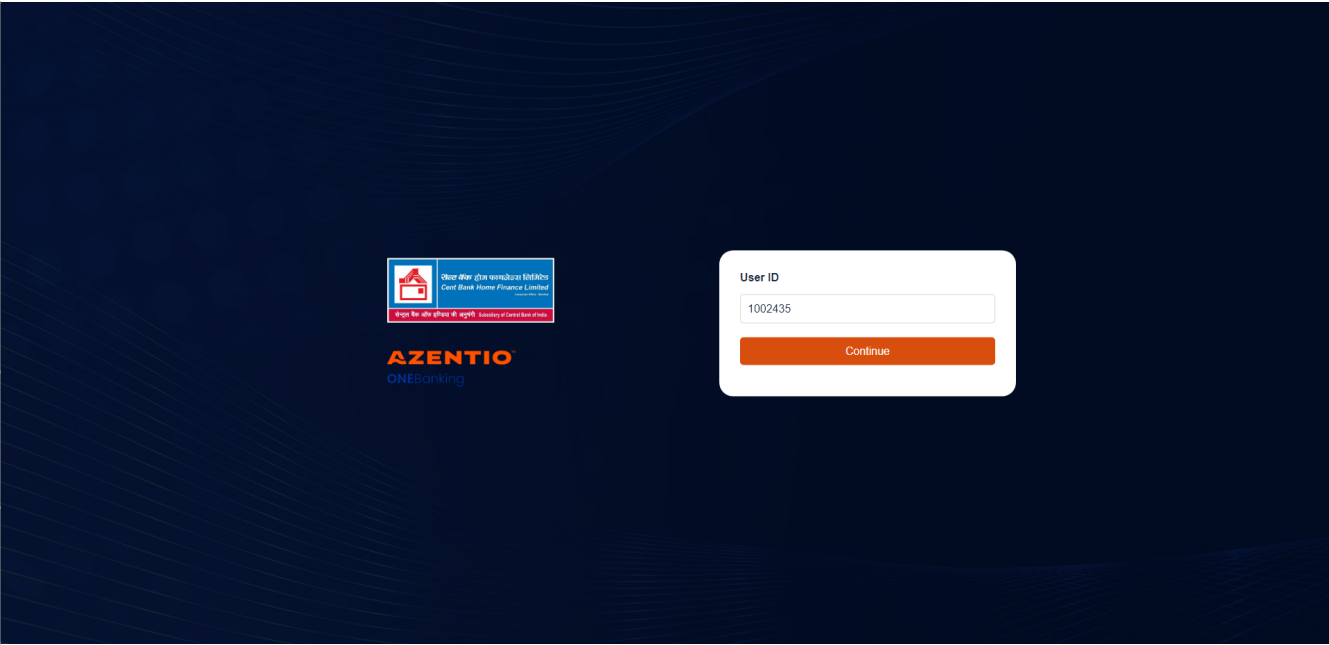 सेन्ट बैंक होम फायनेन्स लिमिटेड
Cent Bank Home Finance Limited
सेन्ट्रल बैंक ऑफ इण्डिया की अनुषंगी Subsidiary of Central Bank of India
AZENTIO
ONEBanking
User ID
1002435
Continue